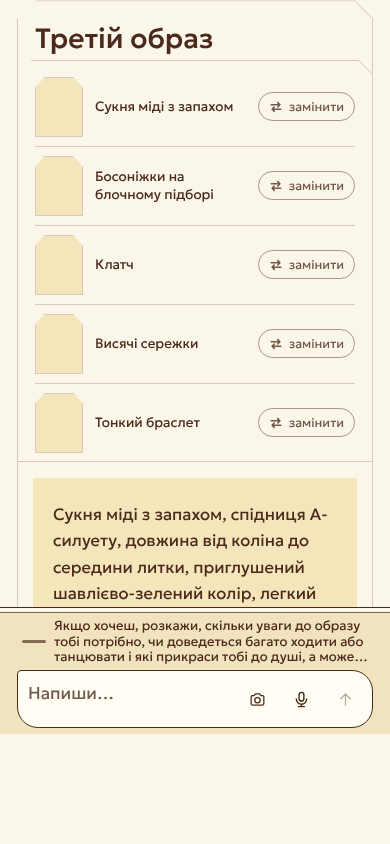 Третій образ
Сукня міді з запахом
замінити
Босоніжки на
блочному підборі
замінити
Клатч
замінити
Висячі сережки
замінити
Тонкий браслет
замінити
Сукня міді з запахом, спідниця А-
силуету, довжина від коліна до
середини литки, приглушений
шавлієво-зелений колір, легкий
Якщо хочеш, розкажи, скільки уваги до образу
тобі потрібно, чи доведеться багато ходити або
танцювати і які прикраси тобі до душі, а може…
Напиши…